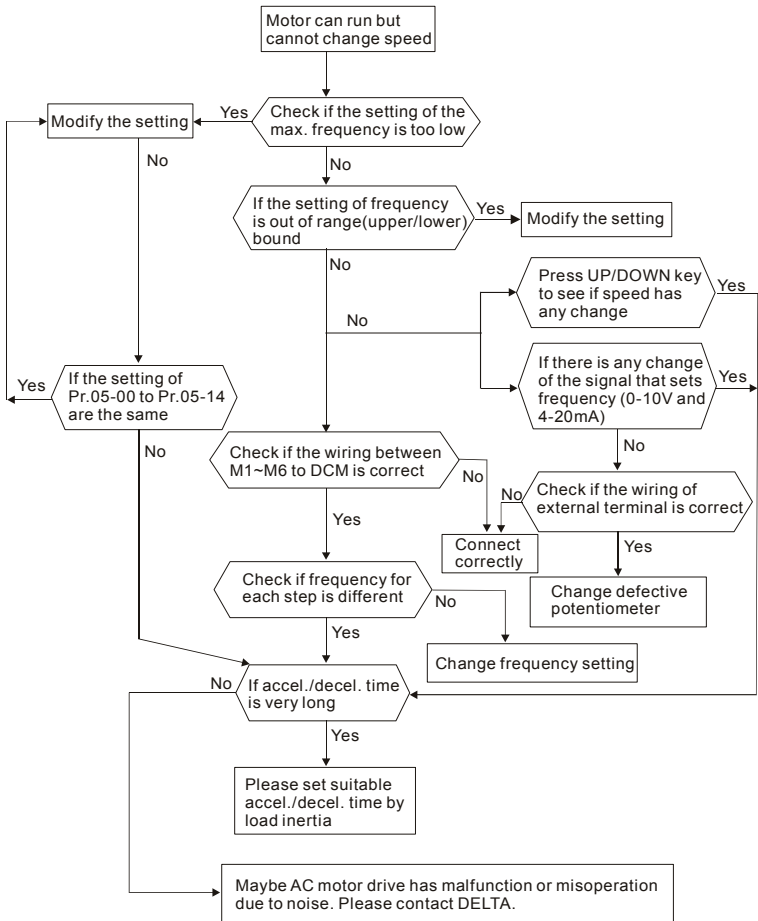 Motor can run but
cannot change speed
Modify the setting
Yes
Check if the setting of the
max. frequency is too low
No
No
If the setting of frequency
is out of range(upper/lower)
bound
Yes
Modify the setting
No
Press UP/DOWN key
to see if speed has
any change
Yes
No
If there is any change
of the signal that sets
frequency (0-10V and
4-20mA)
Yes
Yes
If the setting of
Pr.05-00 to Pr.05-14
are the same
No
No
Check if the wiring between
M1~M6 to DCM is correct
No
No
Check if the wiring of
external terminal is correct
Yes
Connect
correctly
Yes
Check if frequency for
each step is different
No
Change defective
potentiometer
Yes
Change frequency setting
No
If accel./decel. time
is very long
Yes
Please set suitable
accel./decel. time by
load inertia
Maybe AC motor drive has malfunction or misoperation
due to noise. Please contact DELTA.